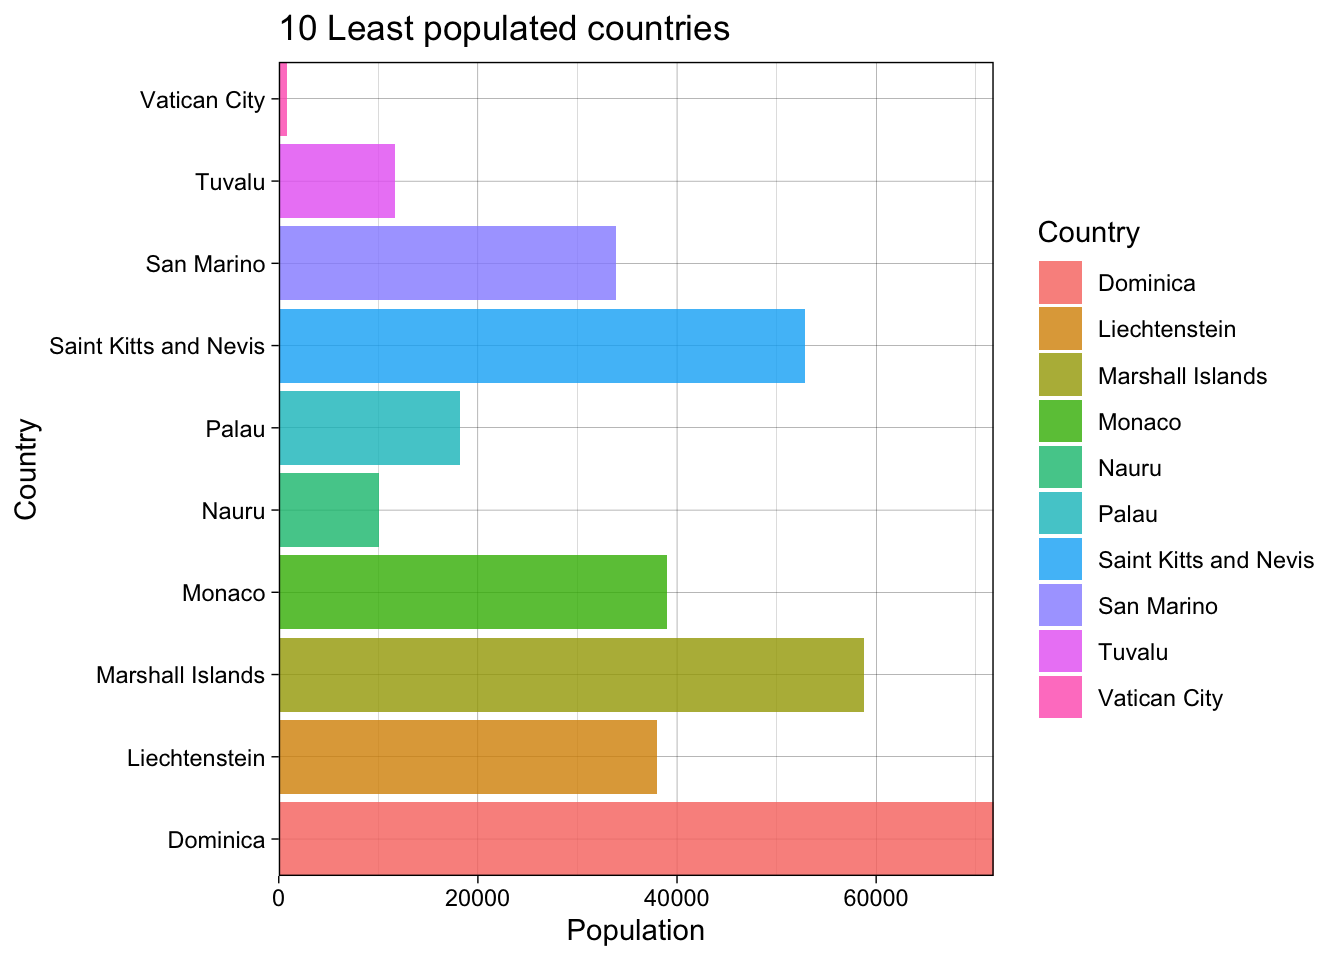 10 Least populated countries
Vatican City
Tuvalu
San Marino
Saint Kitts and Nevis
Palau
Nauru
Monaco
Marshall Islands
Liechtenstein
Dominica
Country
0 20000 40000 60000
Population
Country
Dominica
Liechtenstein
Marshall Islands
Monaco
Nauru
Palau
Saint Kitts and Nevis
San Marino
Tuvalu
Vatican City